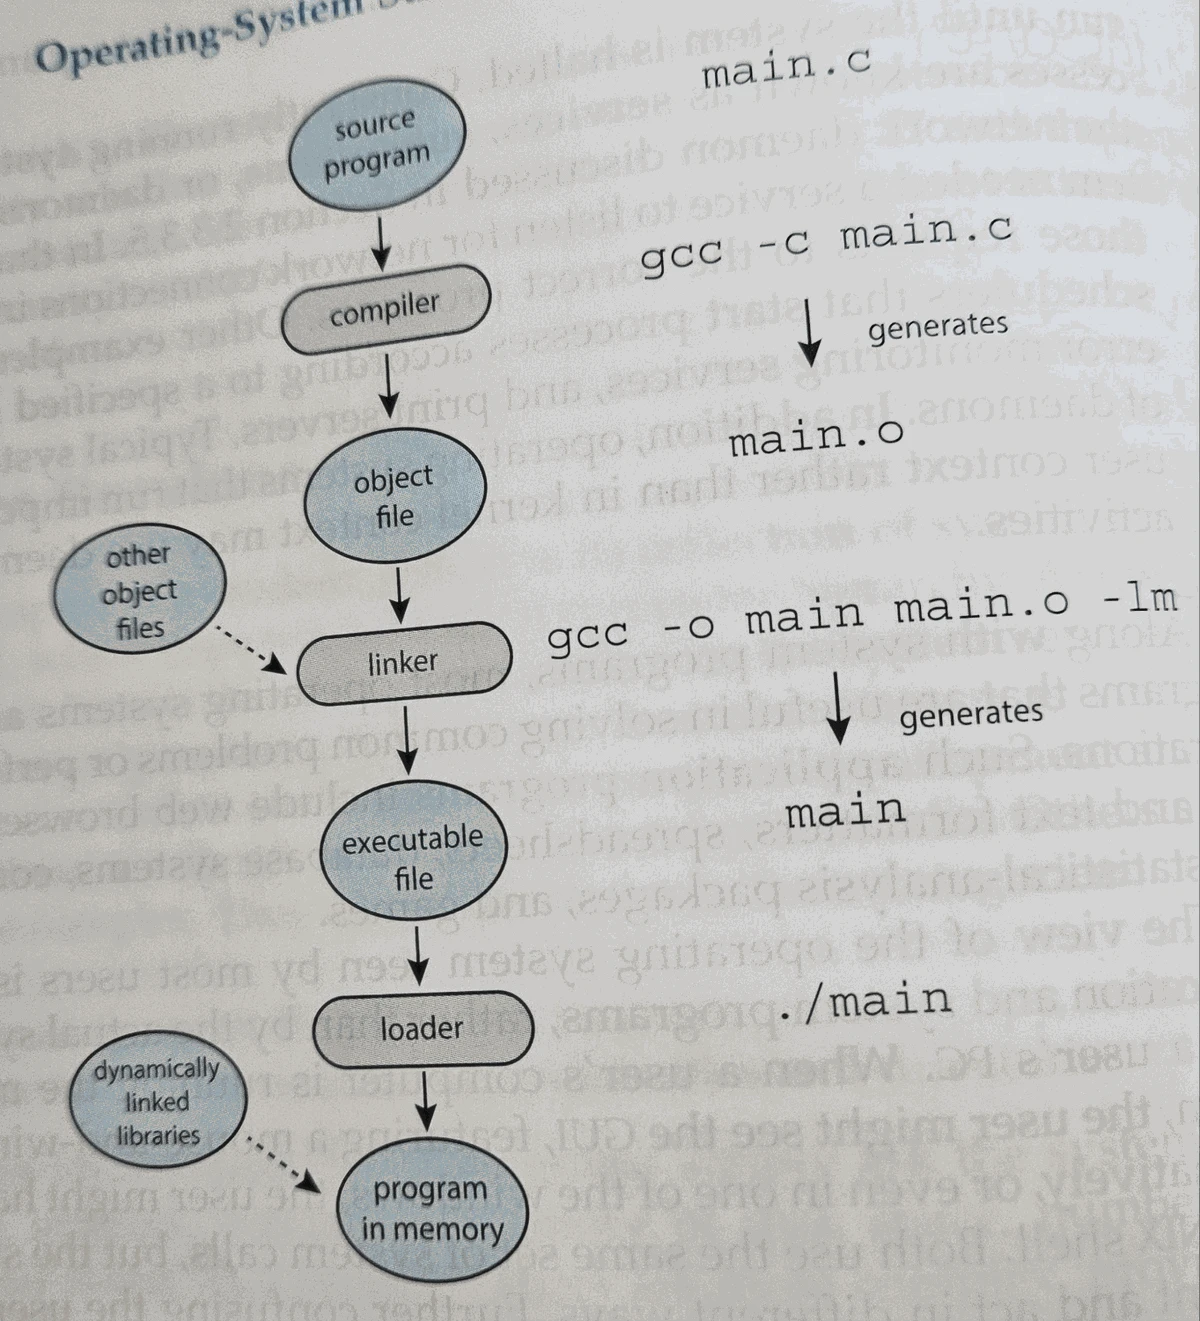 Operating-System
source
program
main.c
compiler
gcc -c main.c
generates
object
file
main.o
other
object
files
linker
gcc -o main main.o -lm
generates
executable
file
main
loader
./main
dynamically
linked
libraries
program
in memory